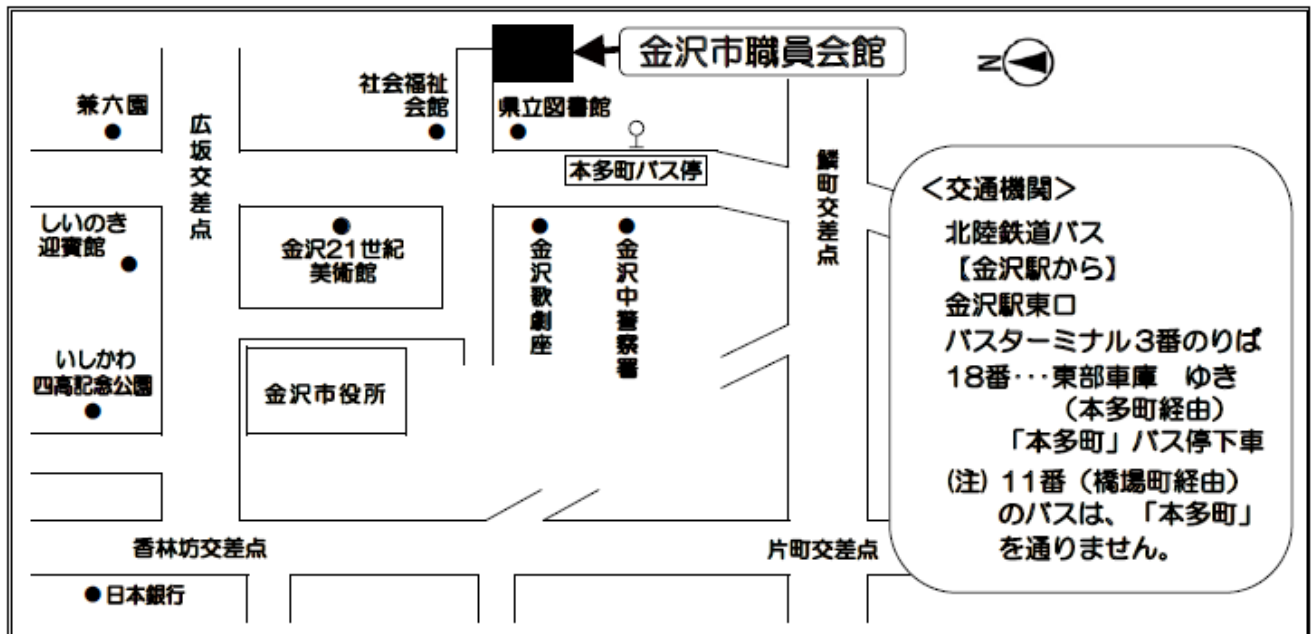 金沢市職員会館
N
社会福祉
会館
兼六園
県立図書館
広坂交差点
本多町バス停
鱗町交差点
しいのき
迎賓館
金沢21世紀
美術館
金沢歌劇座
金沢中警察署
いしかわ
四高記念公園
金沢市役所
香林坊交差点
片町交差点
日本銀行
＜交通機関＞
北陸鉄道バス
【金沢駅から】
金沢駅東口
バスターミナル3番のりば
18番･･･東部車庫　ゆき
（本多町経由）
「本多町」バス停下車
(注) 11番（橋場町経由）
のバスは、「本多町」
を通りません。